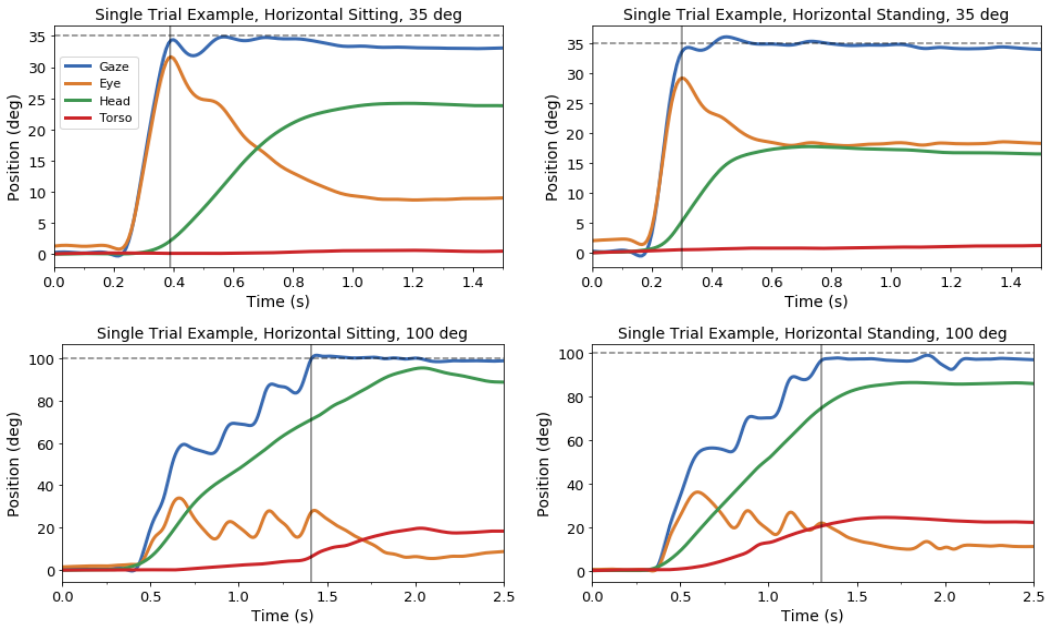 Single Trial Example, Horizontal Sitting, 35 deg
Position (deg)
35
30
25
20
15
10
5
0
Gaze
Eye
Head
Torso
0.0 0.2 0.4 0.6 0.8 1.0 1.2 1.4
Time (s)
Single Trial Example, Horizontal Standing, 35 deg
Position (deg)
35
30
25
20
15
10
5
0
0.0 0.2 0.4 0.6 0.8 1.0 1.2 1.4
Time (s)
Single Trial Example, Horizontal Sitting, 100 deg
Position (deg)
100
80
60
40
20
0
0.0 0.5 1.0 1.5 2.0 2.5
Time (s)
Single Trial Example, Horizontal Standing, 100 deg
Position (deg)
100
80
60
40
20
0
0.0 0.5 1.0 1.5 2.0 2.5
Time (s)